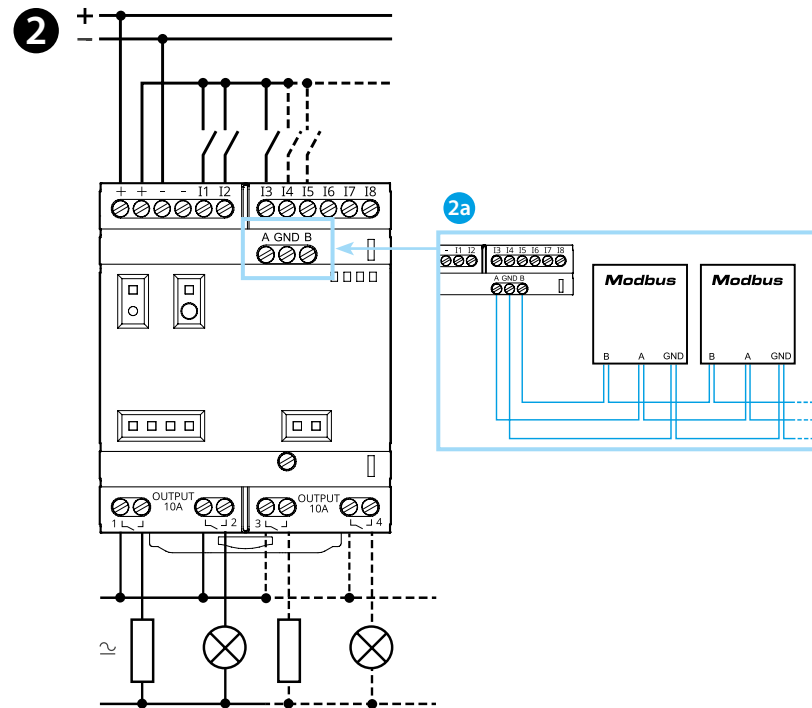 2
+
–
+ + - - I1 I2 I3 I4 I5 I6 I7 I8
A GND B
2a
- I1 I2 I3 I4 I5 I6 I7 I8
A GND B
Modbus
B A GND
Modbus
B A GND
1 OUTPUT 10A 2
3 OUTPUT 10A 4